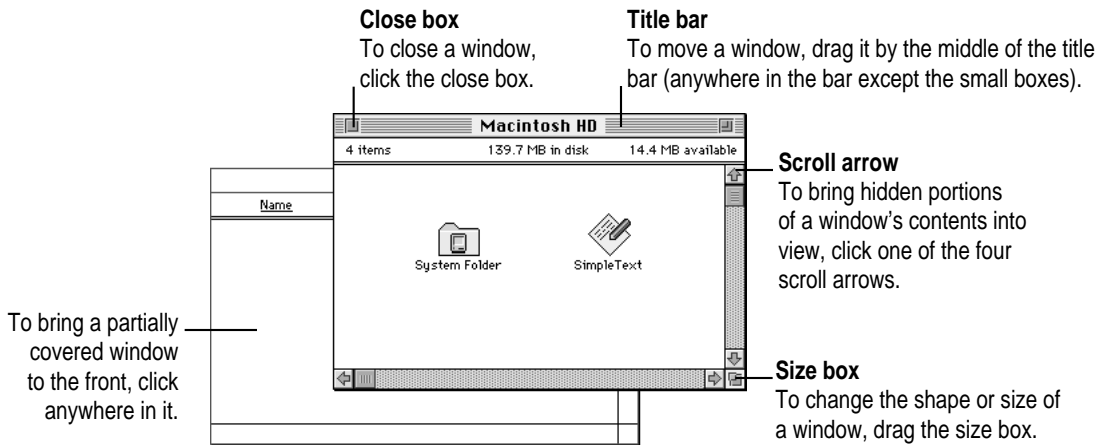 Close box
To close a window,
click the close box.
Title bar
To move a window, drag it by the middle of the title
bar (anywhere in the bar except the small boxes).
Macintosh HD
4 items 139.7 MB in disk 14.4 MB available
Name
System Folder
SimpleText
Scroll arrow
To bring hidden portions
of a window’s contents into
view, click one of the four
scroll arrows.
To bring a partially
covered window
to the front, click
anywhere in it.
Size box
To change the shape or size of
a window, drag the size box.